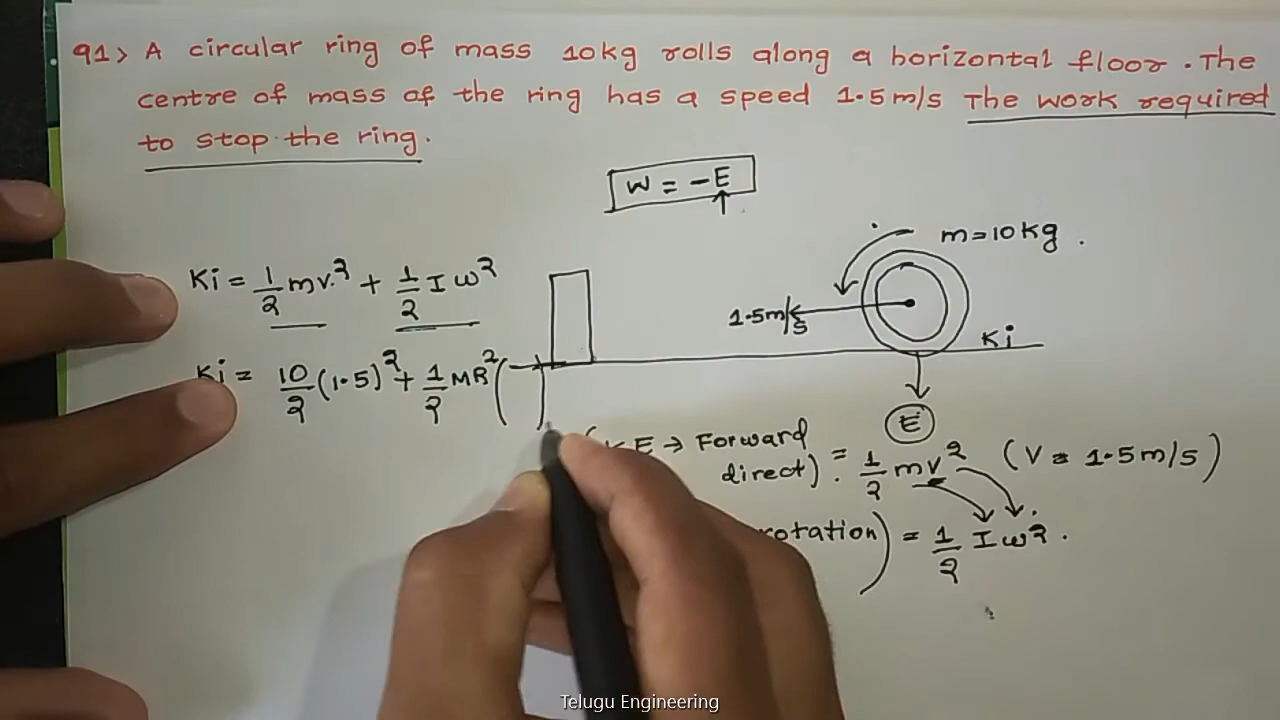 91> A circular ring of mass 10kg rolls along a horizontal floor. The
centre of mass of the ring has a speed 1.5m/s The work required
to stop the ring.
W = -E
m=10kg.
Ki = 1/2 mv² + 1/2 I ω²
1.5m/s
Ki
Ki = 10/2 (1.5)² + 1/2 MR² ( )
E
K.E → Forward
direct) = 1/2 mv² (V = 1.5m/s)
rotation) = 1/2 I ω².
Telugu Engineering